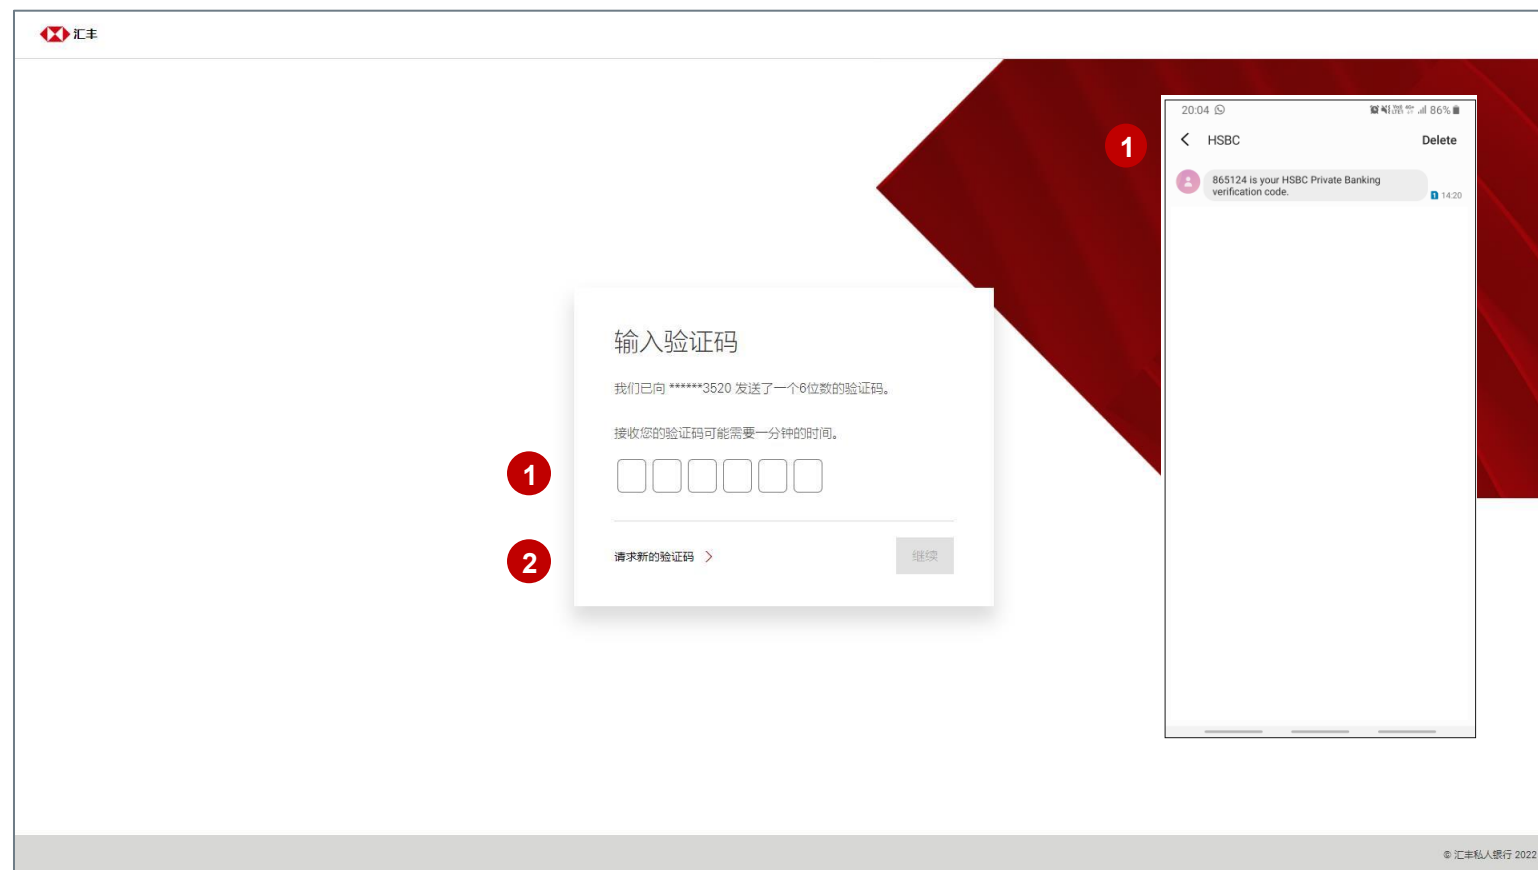 汇丰
20:04
86%
1
HSBC
Delete
865124 is your HSBC Private Banking
verification code.
1 14:20
输入验证码
我们已向 ******3520 发送了一个6位数的验证码。
接收您的验证码可能需要一分钟的时间。
1
2
请求新的验证码
继续
© 汇丰私人银行 2022